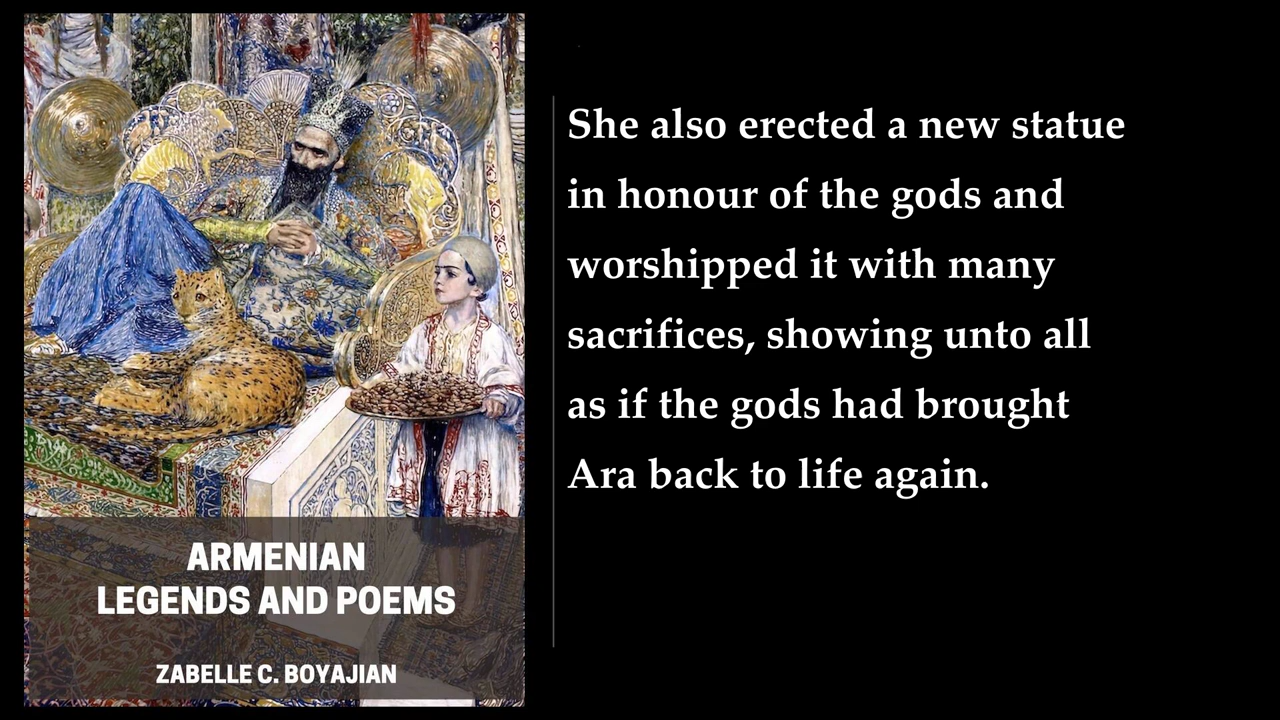 She also erected a new statue
in honour of the gods and
worshipped it with many
sacrifices, showing unto all
as if the gods had brought
Ara back to life again.
ARMENIAN
LEGENDS AND POEMS
ZABELLE C. BOYAJIAN